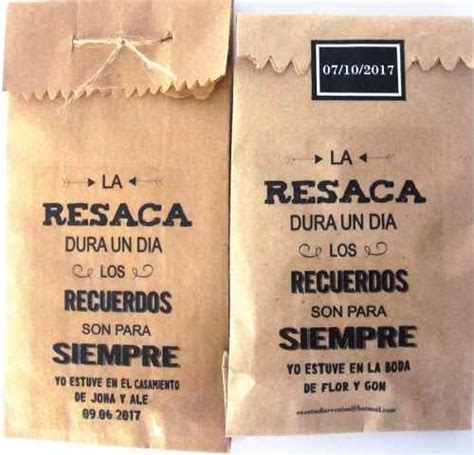 LA
RESACA
DURA UN DIA
LOS
RECUERDOS
SON PARA
SIEMPRE
YO ESTUVE EN EL CASAMIENTO
DE JOHA Y ALE
09.06 2017
07/10/2017
LA
RESACA
DURA UN DIA
LOS
RECUERDOS
SON PARA
SIEMPRE
YO ESTUVE EN LA BODA
DE FLOR Y GON